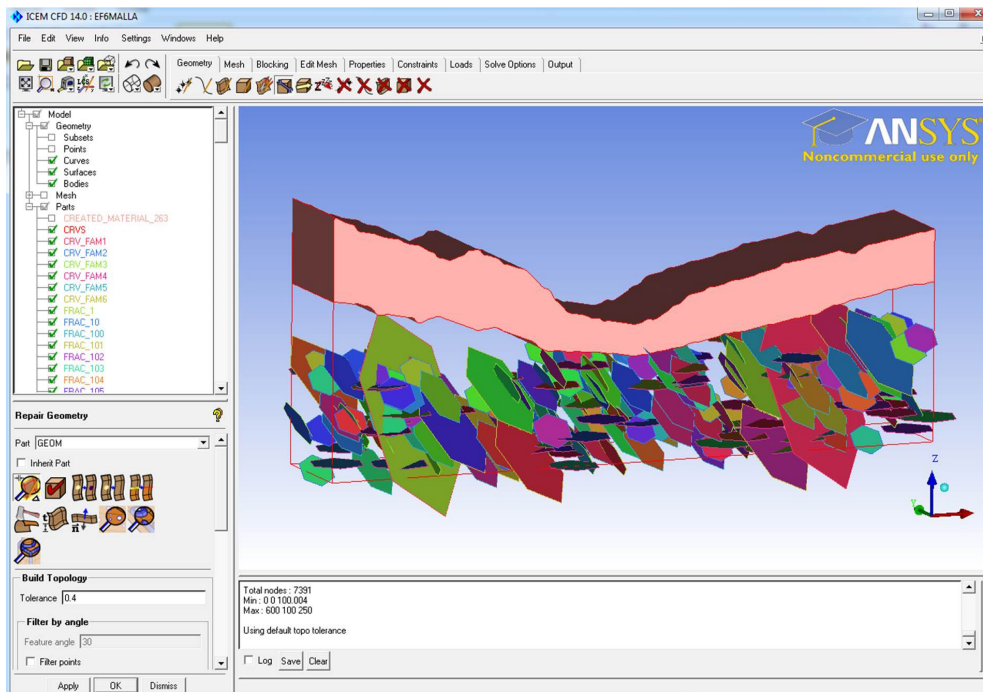 ICEM CFD 14.0 : EF6MALLA
File Edit View Info Settings Windows Help
Geometry Mesh Blocking Edit Mesh Properties Constraints Loads Solve Options Output
Model
Geometry
Subsets
Points
Curves
Surfaces
Bodies
Mesh
Parts
CREATED_MATERIAL_263
CRVS
CRV_FAM1
CRV_FAM2
CRV_FAM3
CRV_FAM4
CRV_FAM5
CRV_FAM6
FRAC_1
FRAC_10
FRAC_100
FRAC_101
FRAC_102
FRAC_103
FRAC_104
FRAC_105
ANSYS
Noncommercial use only
Z
Y
Repair Geometry
Part GEOM
Inherit Part
Build Topology
Tolerance 0.4
Filter by angle
Feature angle 30
Filter points
Apply OK Dismiss
Total nodes : 7391
Min : 0 0 100.004
Max : 600 100 250
Using default topo tolerance
Log Save Clear